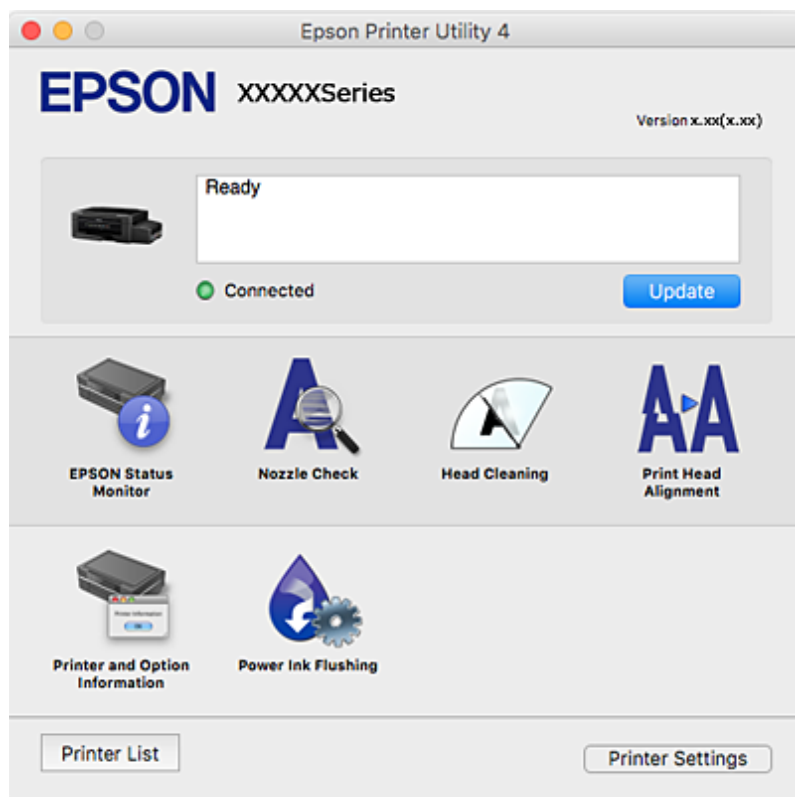 Epson Printer Utility 4
EPSON XXXXXSeries
Version x.xx(x.xx)
Ready
Connected
Update
EPSON Status
Monitor
Nozzle Check
Head Cleaning
Print Head
Alignment
Printer and Option
Information
Power Ink Flushing
Printer List
Printer Settings